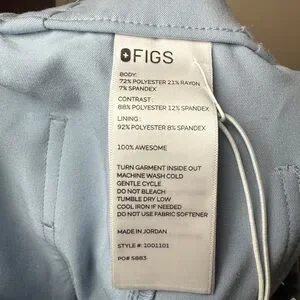 FIGS
BODY:
72% POLYESTER 21% RAYON
7% SPANDEX
CONTRAST:
88% POLYESTER 12% SPANDEX
LINING:
92% POLYESTER 8% SPANDEX
100% AWESOME
TURN GARMENT INSIDE OUT
MACHINE WASH COLD
GENTLE CYCLE
DO NOT BLEACH
TUMBLE DRY LOW
COOL IRON IF NEEDED
DO NOT USE FABRIC SOFTENER
MADE IN JORDAN
STYLE #: 1001101
PO# 5883